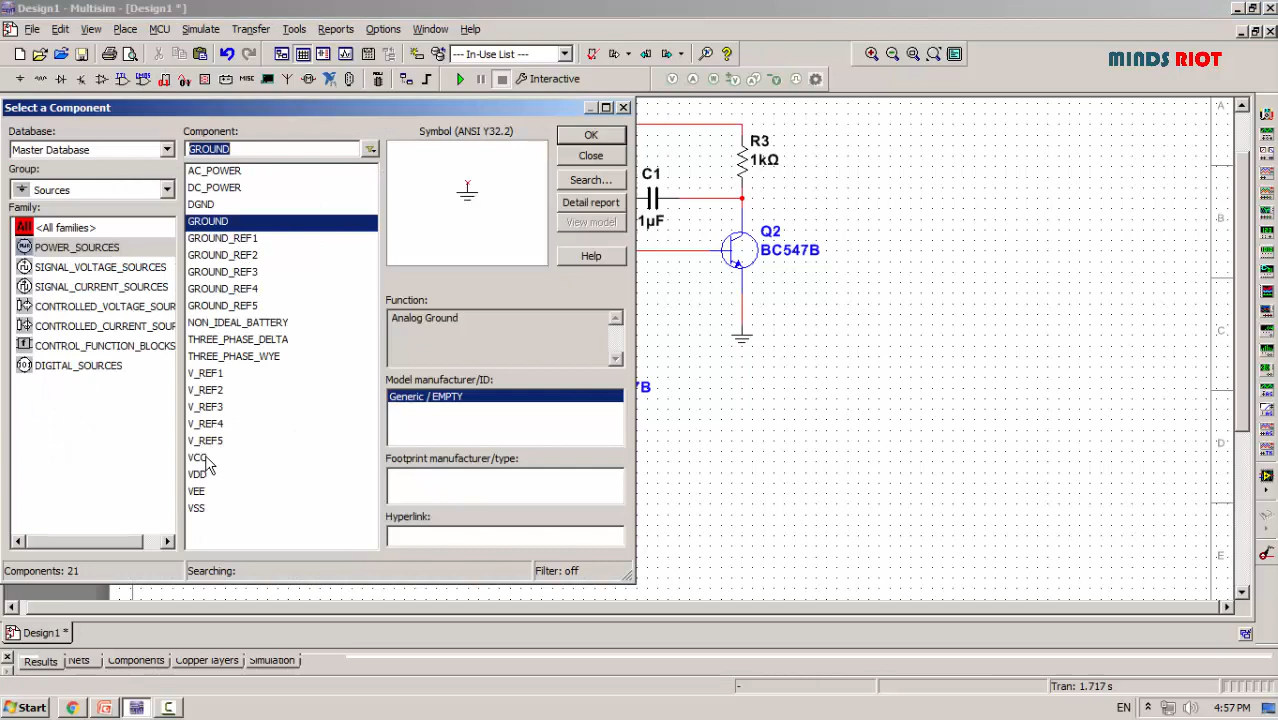 Design1 - Multisim - [Design1 *]
File Edit View Place MCU Simulate Transfer Tools Reports Options Window Help
--- In-Use List ---
MINDS RIOT
MISC
Interactive
Select a Component
Database:
Master Database
Group:
Sources
Family:
All <All families>
POWER_SOURCES
SIGNAL_VOLTAGE_SOURCES
SIGNAL_CURRENT_SOURCES
CONTROLLED_VOLTAGE_SOUR
CONTROLLED_CURRENT_SOUR
CONTROL_FUNCTION_BLOCKS
DIGITAL_SOURCES
Component:
GROUND
AC_POWER
DC_POWER
DGND
GROUND
GROUND_REF1
GROUND_REF2
GROUND_REF3
GROUND_REF4
GROUND_REF5
NON_IDEAL_BATTERY
THREE_PHASE_DELTA
THREE_PHASE_WYE
V_REF1
V_REF2
V_REF3
V_REF4
V_REF5
VCC
VDD
VEE
VSS
Symbol (ANSI Y32.2)
Function:
Analog Ground
Model manufacturer/ID:
Generic / EMPTY
Footprint manufacturer/type:
Hyperlink:
OK
Close
Search...
Detail report
View model
Help
Components: 21
Searching:
Filter: off
R3
1kΩ
C1
1µF
Q2
BC547B
7B
A
B
C
D
E
Design1 *
Results Nets Components Copper layers Simulation
-
Tran: 1.717 s
Start
EN
4:57 PM